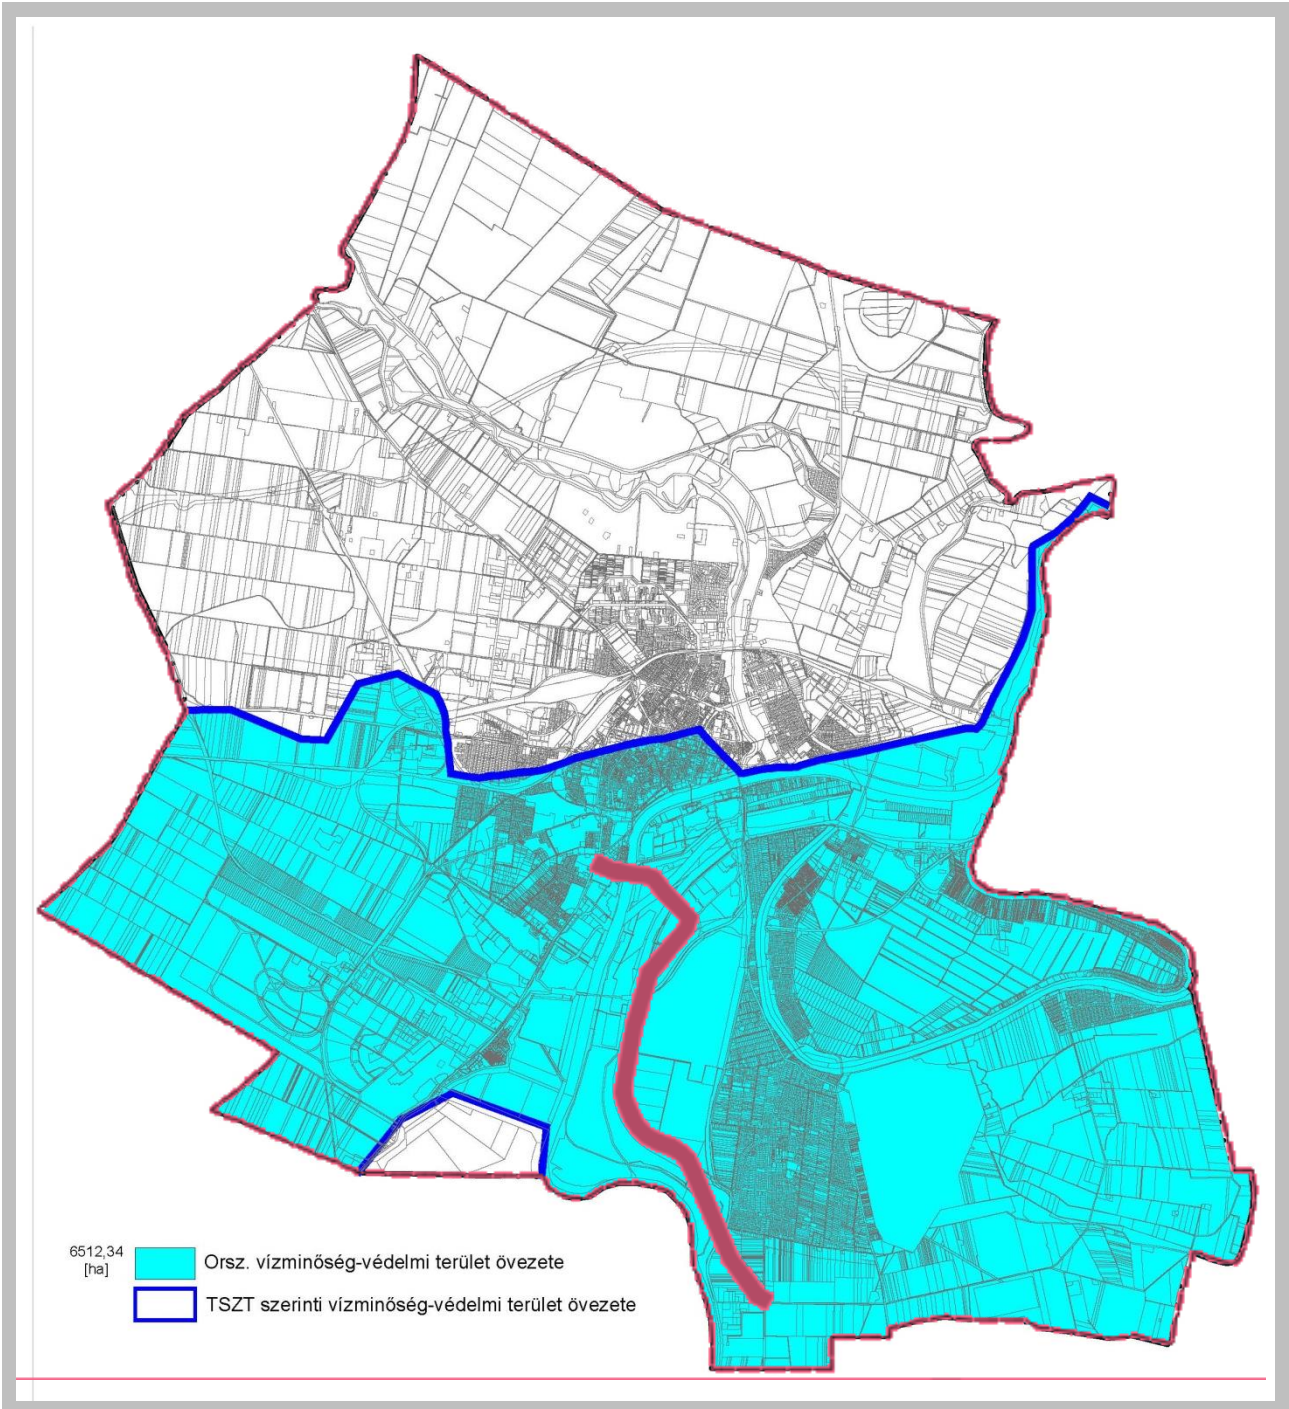 6512,34
[ha]
Orsz. vízminőség-védelmi terület övezete
TSZT szerinti vízminőség-védelmi terület övezete